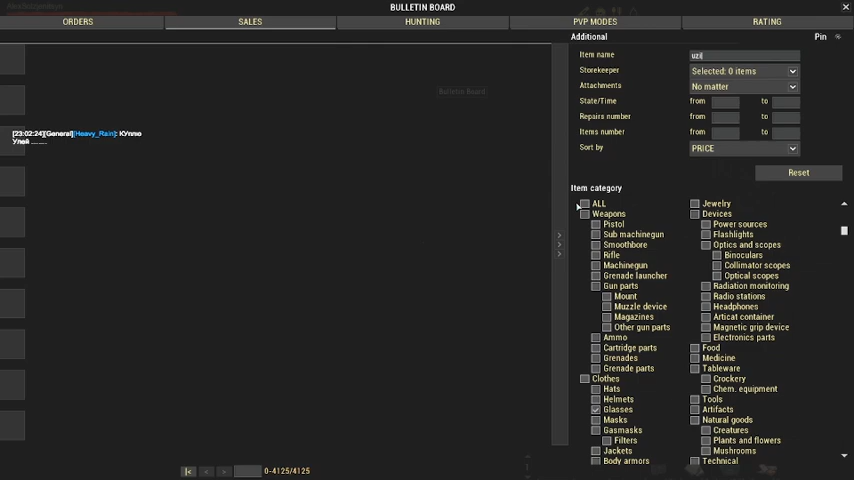 BULLETIN BOARD
ORDERS SALES HUNTING PVP MODES RATING
Additional Pin
Item name uzi
Storekeeper Selected: 0 items
Attachments No matter
Bulletin Board
State/Time from to
Repairs number from to
Items number from to
[23:02:24][General][Heavy_Rain]: КУплю
Улей ........
Sort by PRICE
Reset
Item category
ALL
Weapons
Pistol
Sub machinegun
Smoothbore
Rifle
Machinegun
Grenade launcher
Gun parts
Mount
Muzzle device
Magazines
Other gun parts
Ammo
Cartridge parts
Grenades
Grenade parts
Clothes
Hats
Helmets
Glasses
Masks
Gasmasks
Filters
Jackets
Body armors
Jewelry
Devices
Power sources
Flashlights
Optics and scopes
Binoculars
Collimator scopes
Optical scopes
Radiation monitoring
Radio stations
Headphones
Articat container
Magnetic grip device
Electronics parts
Food
Medicine
Tableware
Crockery
Chem. equipment
Tools
Artifacts
Natural goods
Creatures
Plants and flowers
Mushrooms
Technical
0-4125/4125